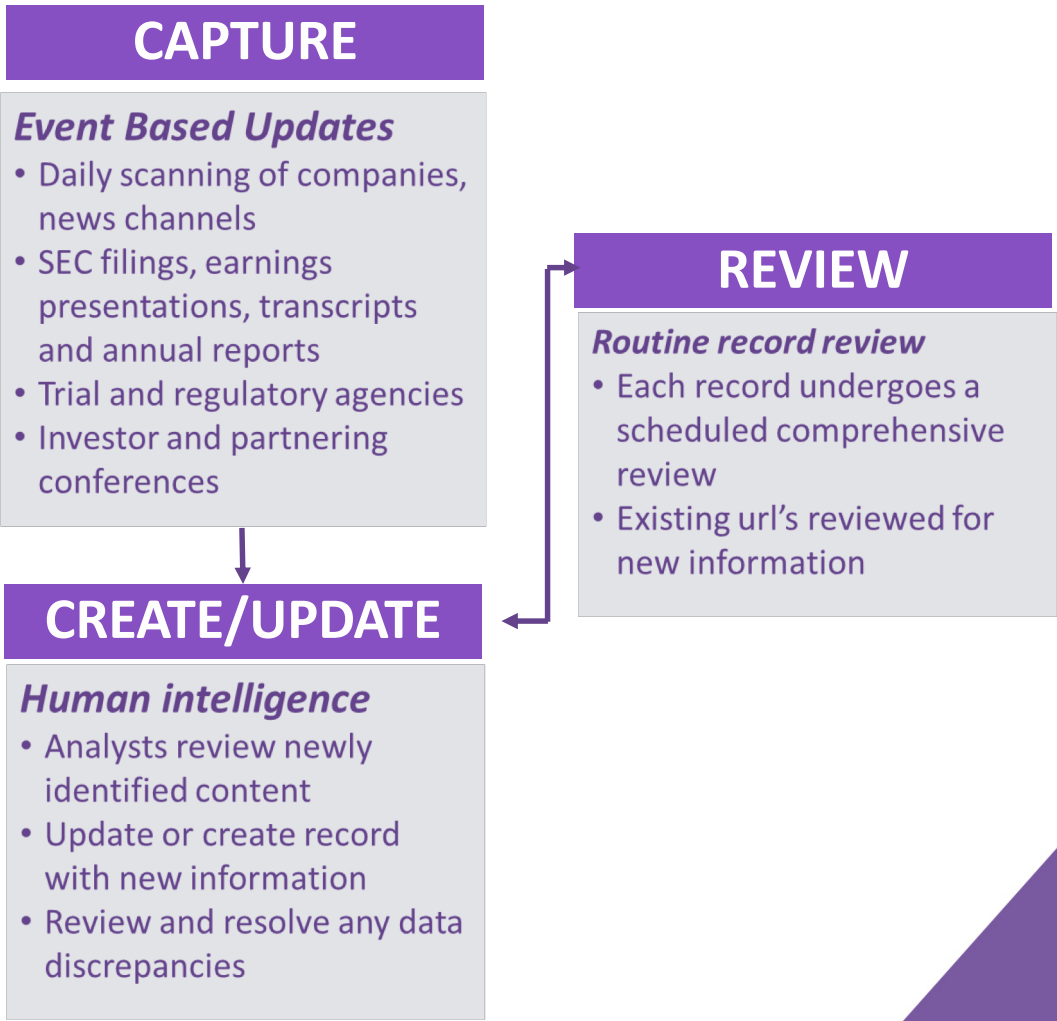 CAPTURE
Event Based Updates
• Daily scanning of companies,
news channels
• SEC filings, earnings
presentations, transcripts
and annual reports
• Trial and regulatory agencies
• Investor and partnering
conferences
CREATE/UPDATE
Human intelligence
• Analysts review newly
identified content
• Update or create record
with new information
• Review and resolve any data
discrepancies
REVIEW
Routine record review
• Each record undergoes a
scheduled comprehensive
review
• Existing url’s reviewed for
new information